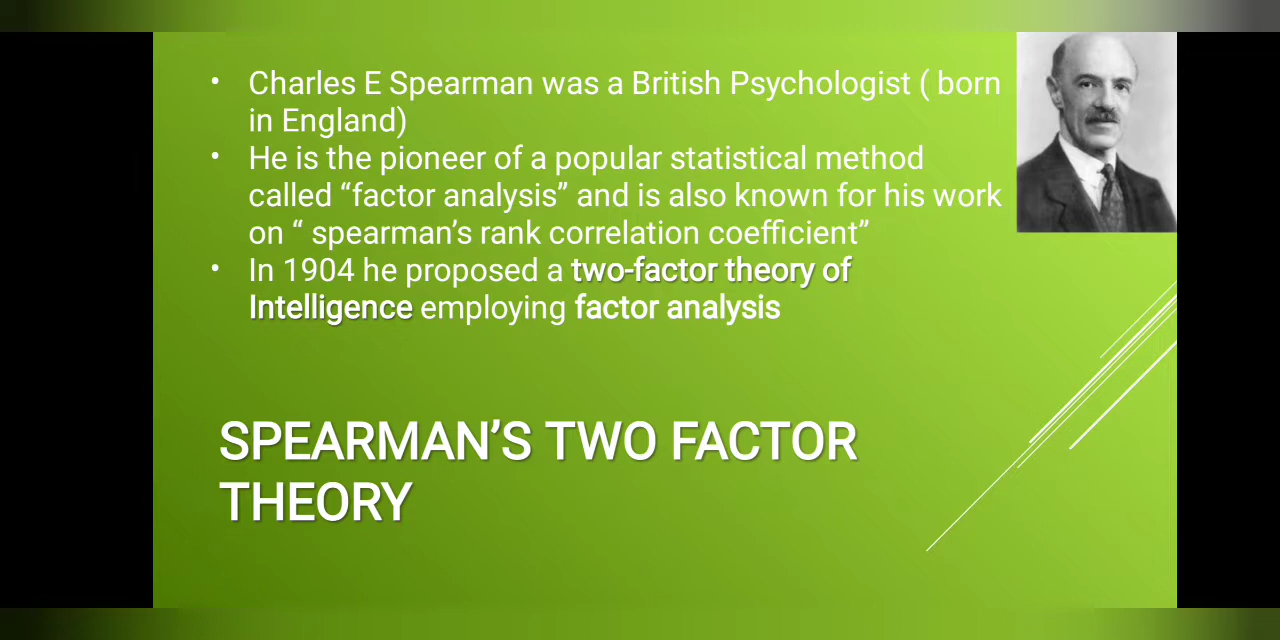 • Charles E Spearman was a British Psychologist ( born
in England)
• He is the pioneer of a popular statistical method
called “factor analysis” and is also known for his work
on “ spearman’s rank correlation coefficient”
• In 1904 he proposed a two-factor theory of
Intelligence employing factor analysis
SPEARMAN’S TWO FACTOR
THEORY